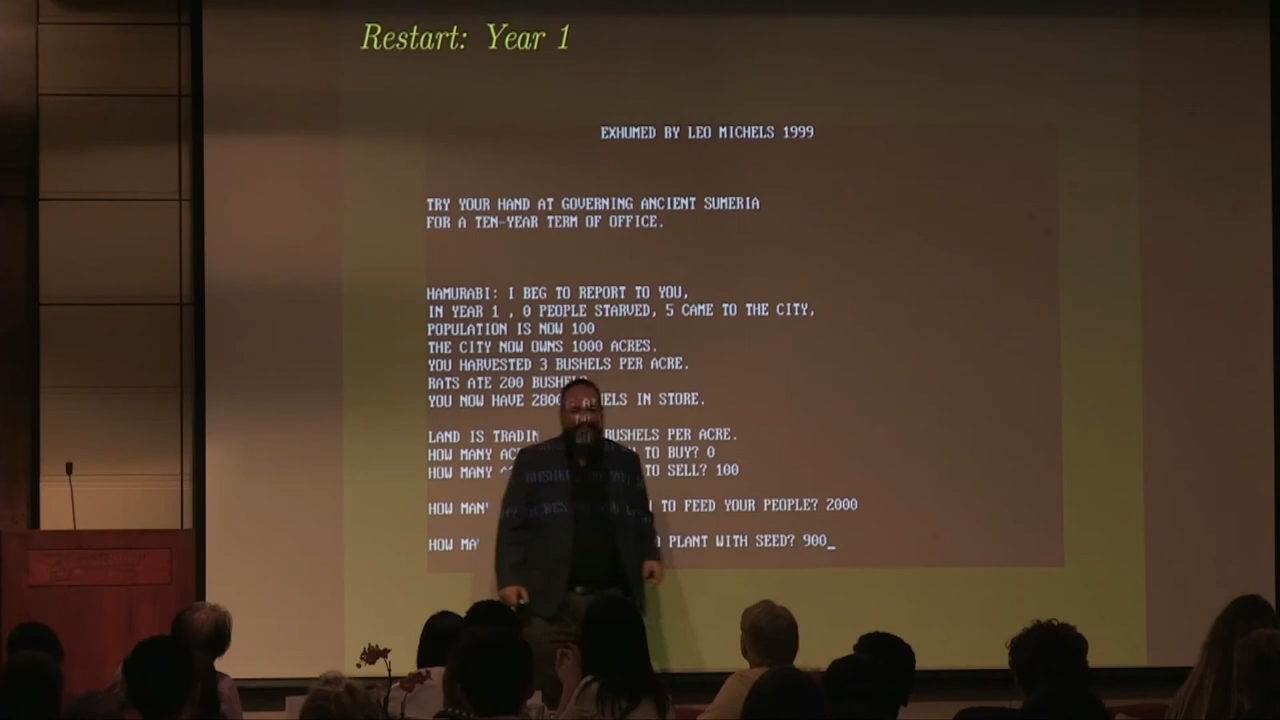 Restart: Year 1
EXHUMED BY LEO MICHELS 1999
TRY YOUR HAND AT GOVERNING ANCIENT SUMERIA
FOR A TEN-YEAR TERM OF OFFICE.
HAMURABI: I BEG TO REPORT TO YOU,
IN YEAR 1 , 0 PEOPLE STARVED, 5 CAME TO THE CITY,
POPULATION IS NOW 100
THE CITY NOW OWNS 1000 ACRES.
YOU HARVESTED 3 BUSHELS PER ACRE.
RATS ATE 200 BUSHELS
YOU NOW HAVE 2800 IN STORE.
LAND IS BUSHELS PER ACRE.
HOW MANY TO BUY? 0
HOW MANY TO SELL? 100
HOW TO FEED YOUR PEOPLE? 2000
HOW PLANT WITH SEED? 900_